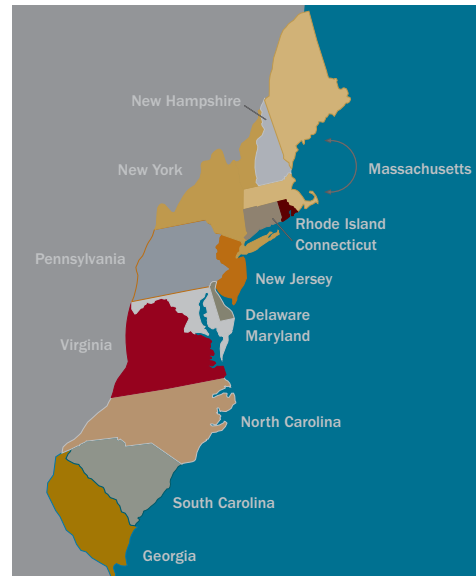 New Hampshire
New York
Massachusetts
Rhode Island
Connecticut
Pennsylvania
New Jersey
Delaware
Maryland
Virginia
North Carolina
South Carolina
Georgia